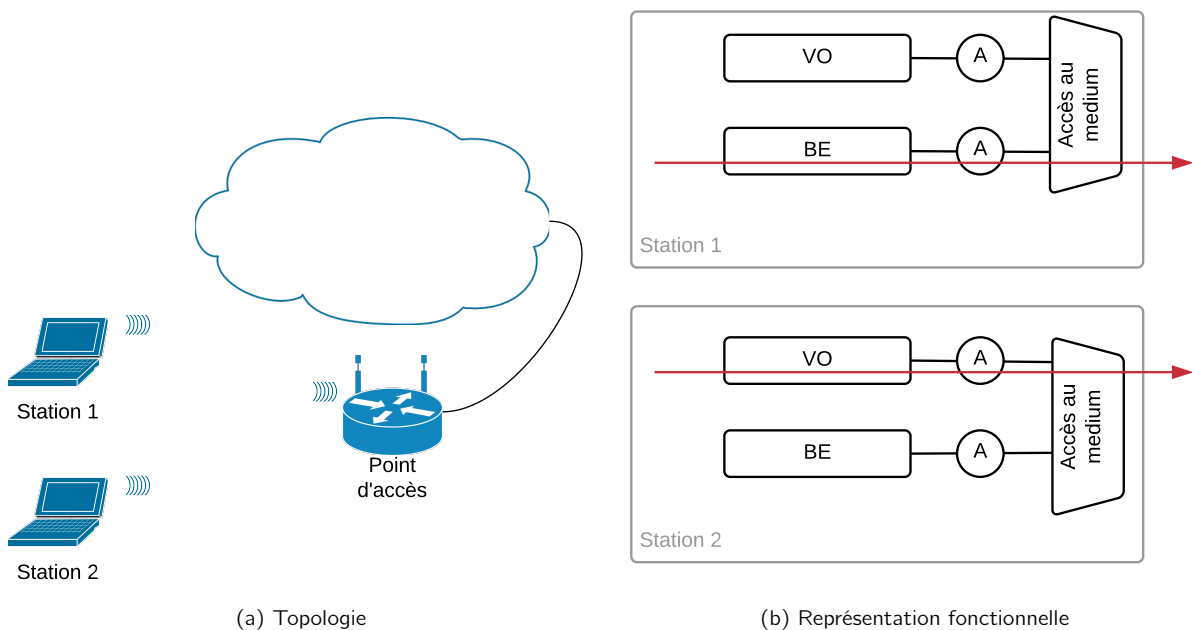 Station 1
Station 2
Point
d'accès
(a) Topologie
VO
A
BE
A
Accès au
medium
Station 1
VO
A
BE
A
Accès au
medium
Station 2
(b) Représentation fonctionnelle